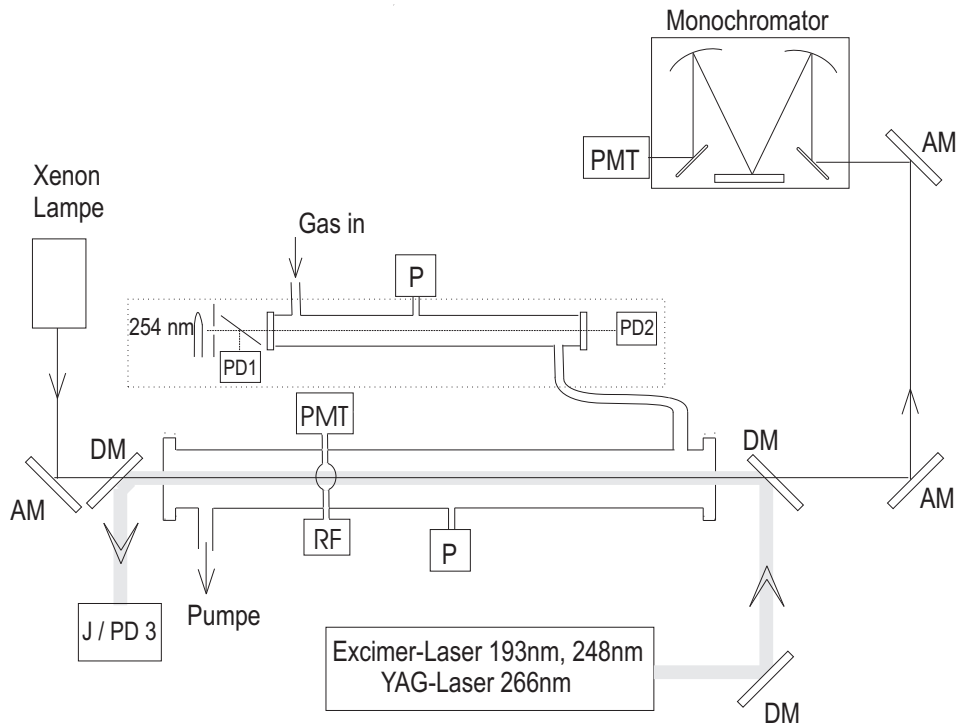 Monochromator
PMT
AM
Xenon
Lampe
Gas in
P
254 nm
PD1
PD2
PMT
DM
DM
AM
AM
RF
P
J / PD 3
Pumpe
Excimer-Laser 193nm, 248nm
YAG-Laser 266nm
DM